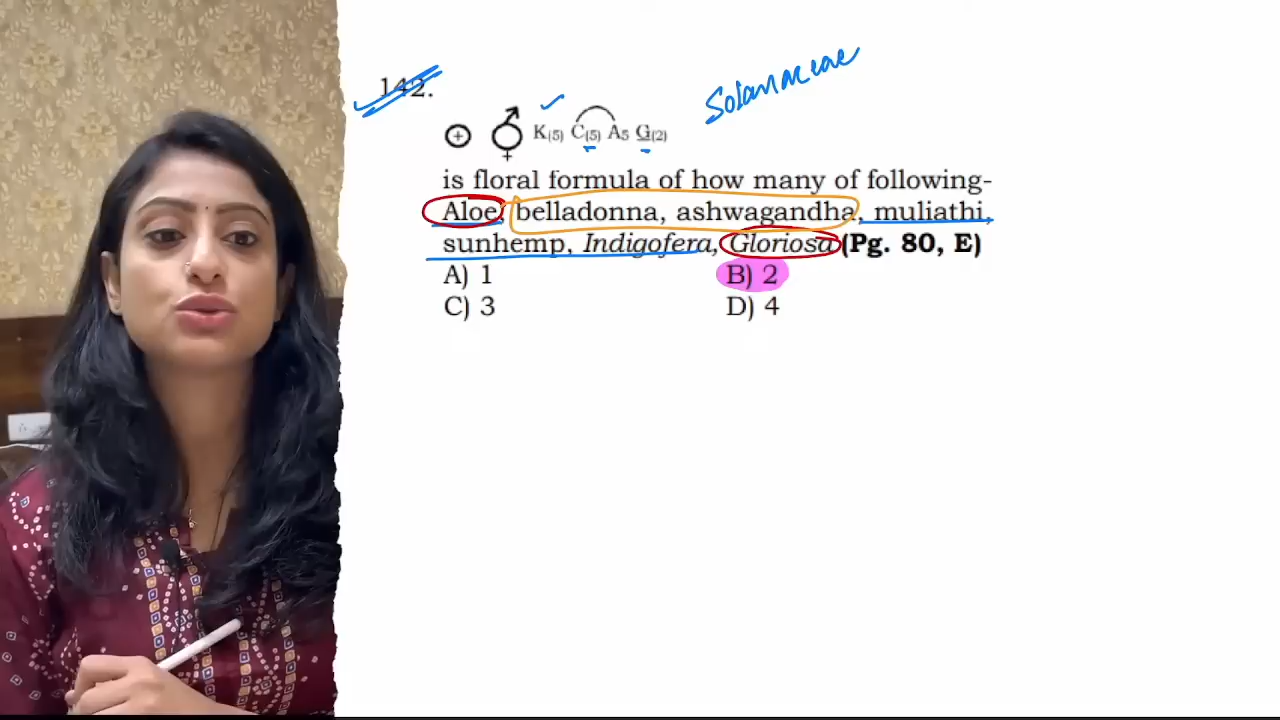 142.
Solanaceae
⊕ ⚥ K(5) C(5) A5 G(2)
is floral formula of how many of following-
Aloe, belladonna, ashwagandha, muliathi,
sunhemp, Indigofera, Gloriosa (Pg. 80, E)
A) 1 B) 2
C) 3 D) 4